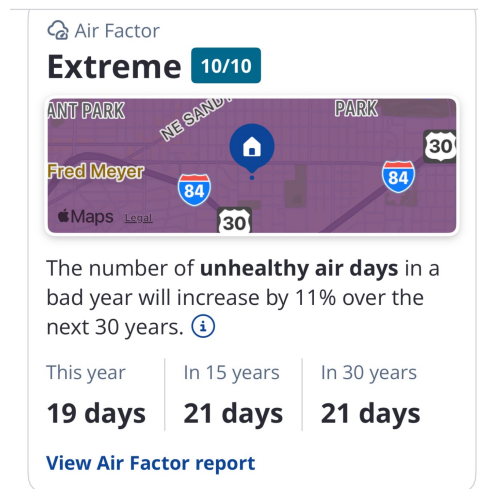 Air Factor
Extreme 10/10
ANT PARK
NE SAND
PARK
30
Fred Meyer
84
84
30
Maps Legal
The number of unhealthy air days in a
bad year will increase by 11% over the
next 30 years.
This year
In 15 years
In 30 years
19 days
21 days
21 days
View Air Factor report